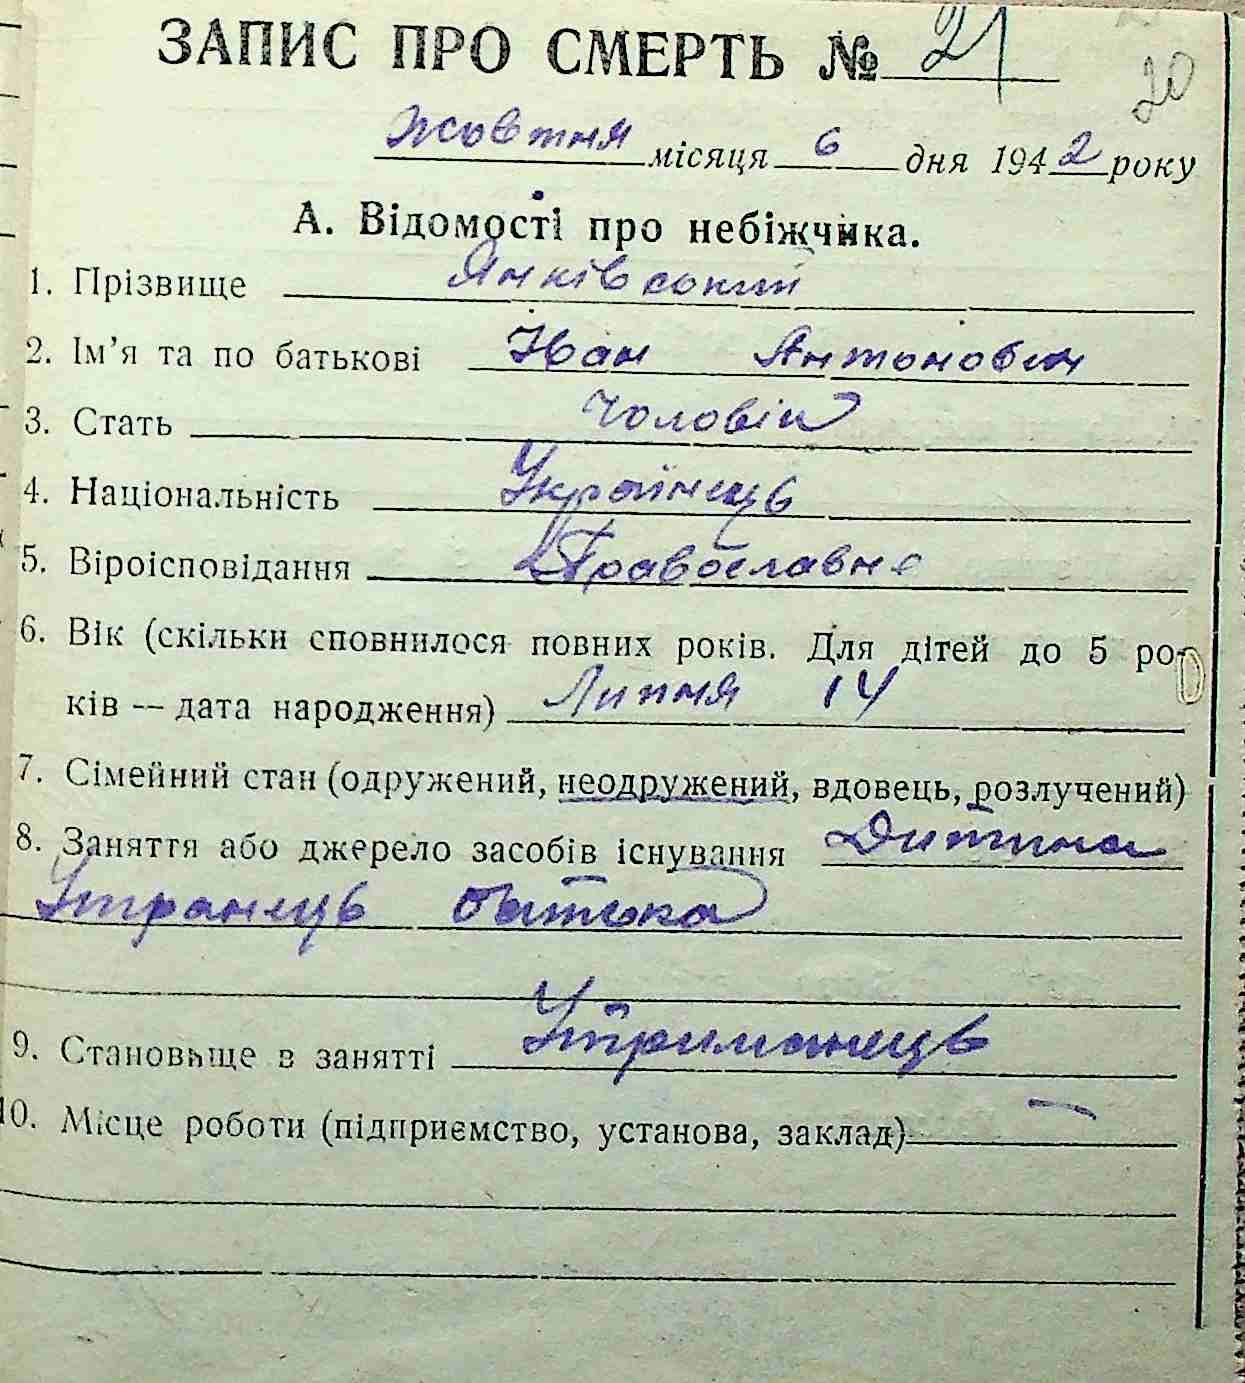 ЗАПИС ПРО СМЕРТЬ № 21
20
жовтня місяця 6 дня 1942 року
А. Відомості про небіжчика.
1. Прізвище Янківський
2. Ім’я та по батькові Іван Антонович
3. Стать Чоловік
4. Національність Українець
5. Віроісповідання Православне
6. Вік (скільки сповнилося повних років. Для дітей до 5 ро-
ків — дата народження) Липня 14
7. Сімейний стан (одружений, неодружений, вдовець, розлучений)
8. Заняття або джерело засобів існування Дитина
Утранець батька
9. Становище в занятті Утриманець
10. Місце роботи (підприємство, установа, заклад) —